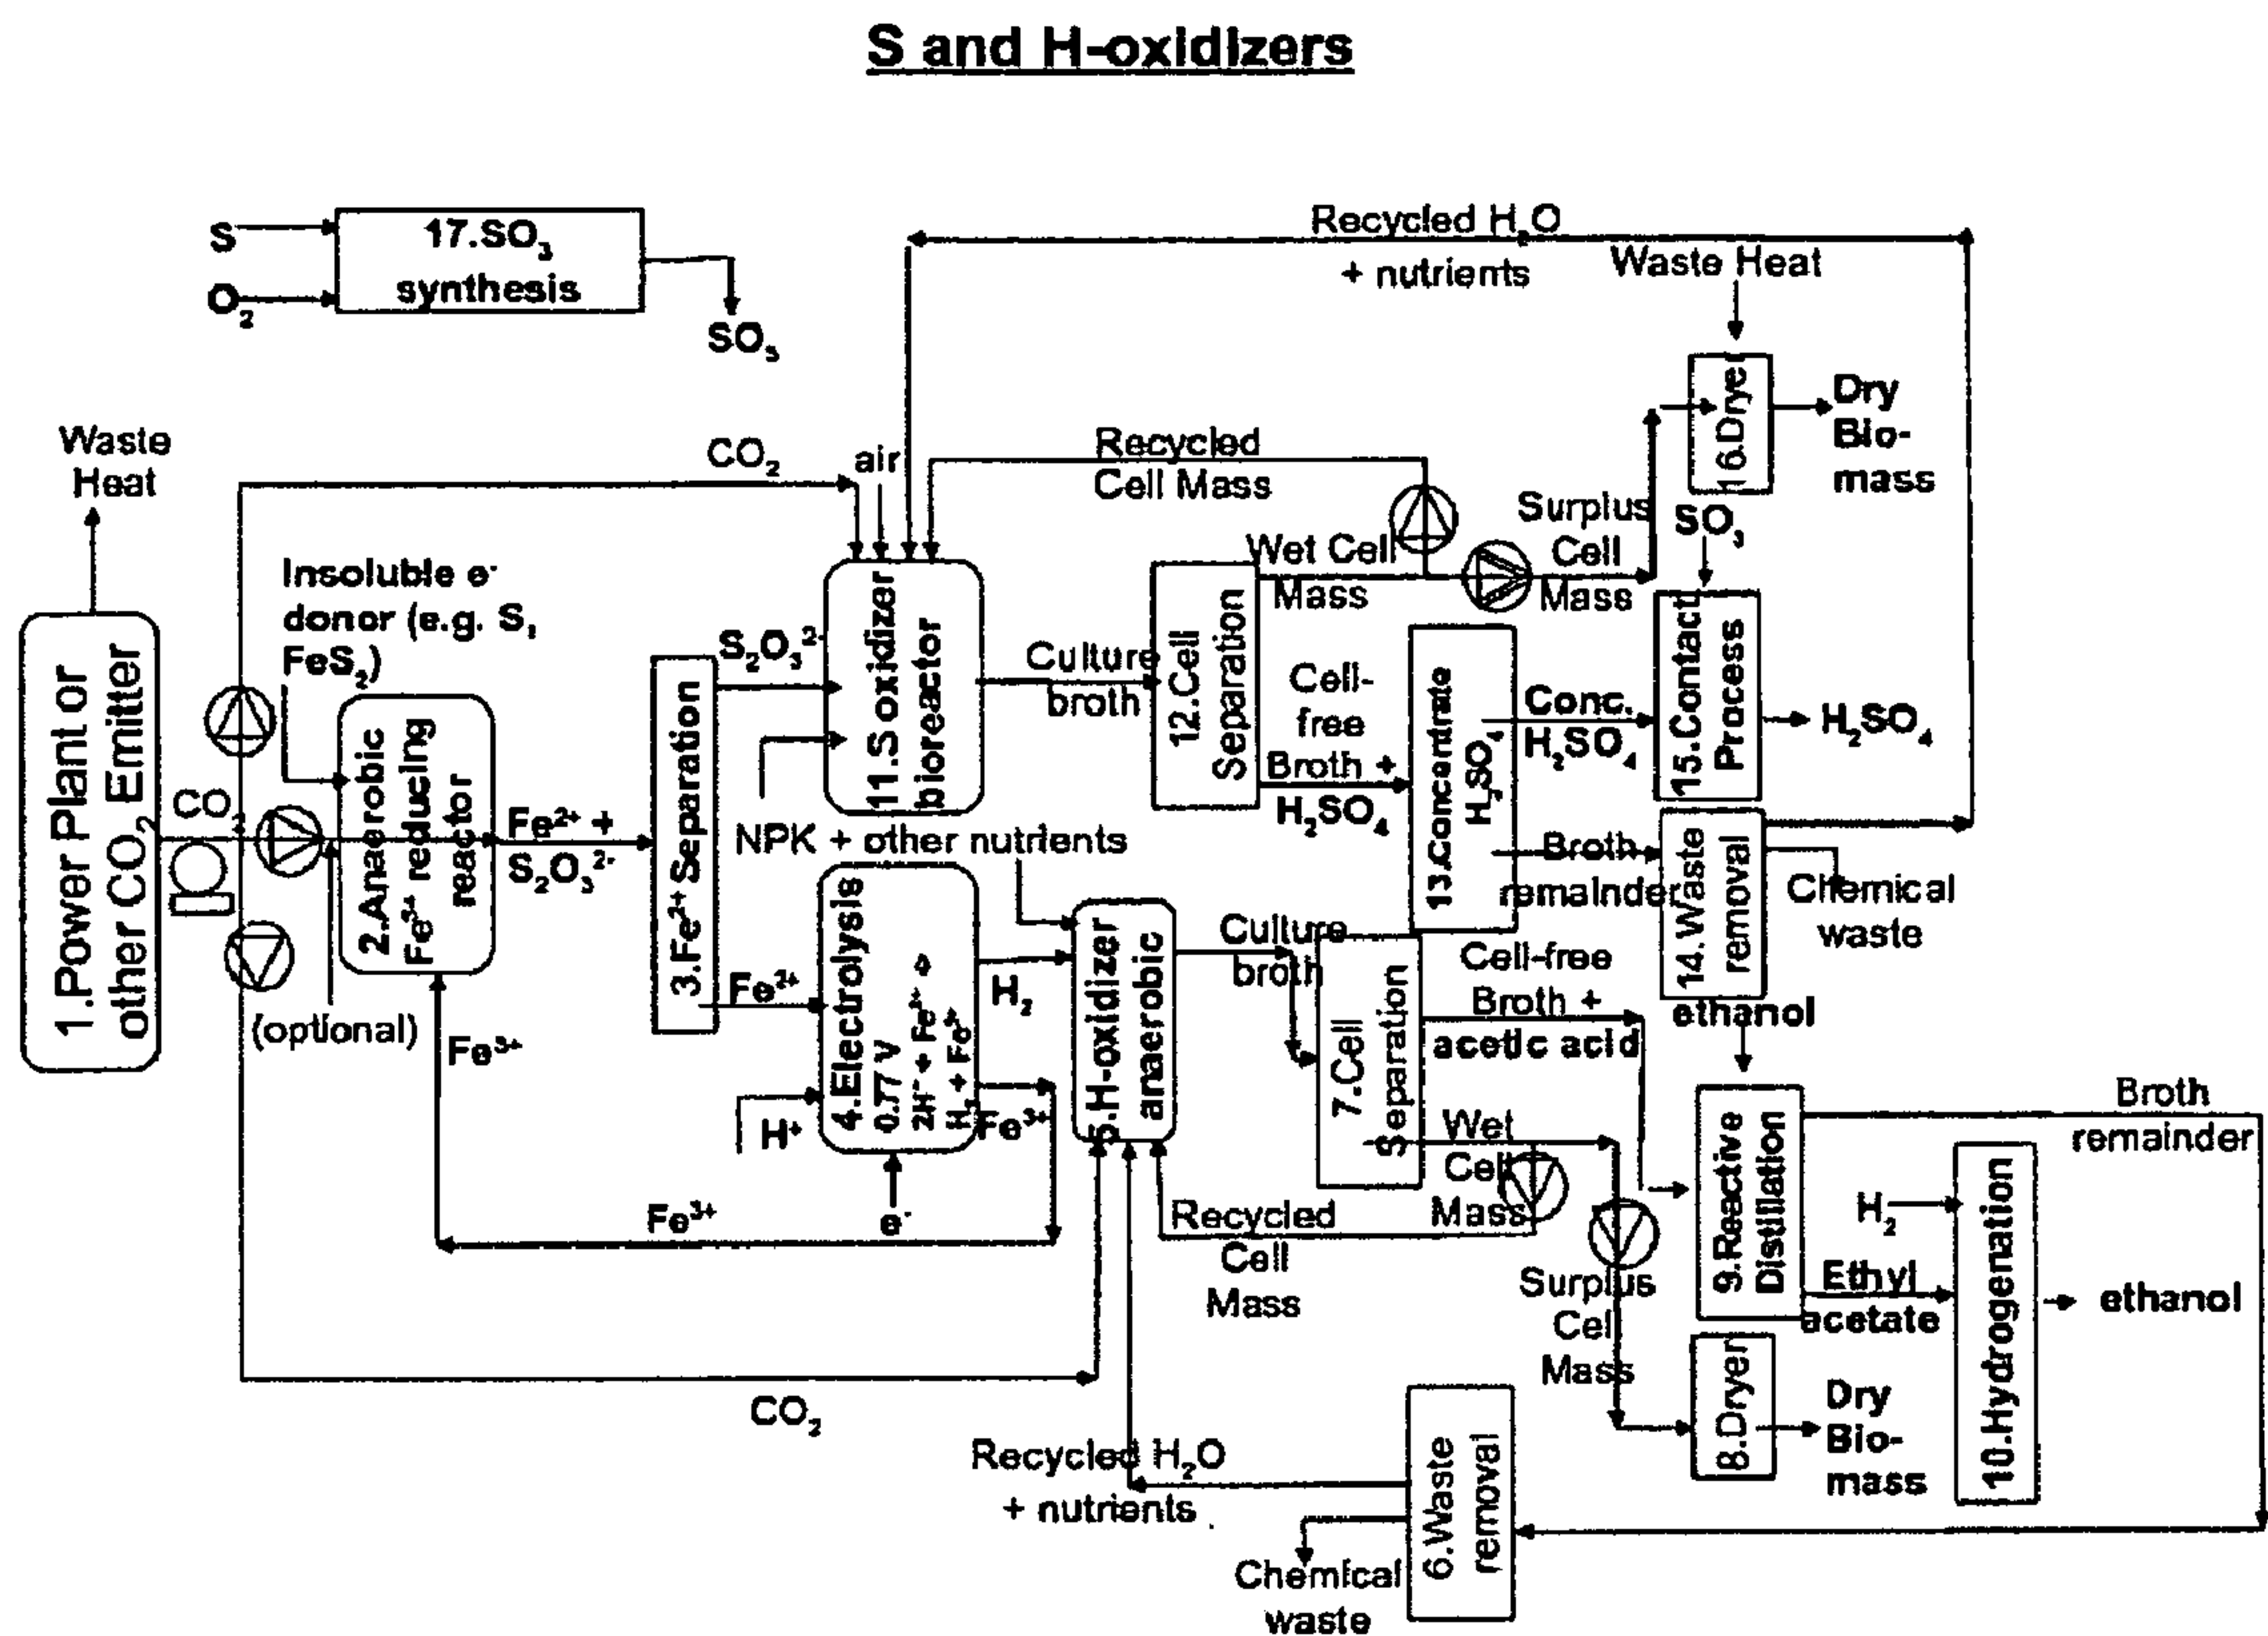 S and H-oxidizers
S
O₂
17.SO₃
synthesis
SO₃
Recycled H₂O
+ nutrients
Waste Heat
16.Dryer
Dry
Bio-
mass
Waste
Heat
CO₂
air
Recycled
Cell Mass
Surplus
Cell
Mass
SO₃
Wet Cell
Mass
Insoluble e⁻
donor (e.g. S,
FeS₂)
1.Power Plant or
other CO₂ Emitter
CO₂
2.Anaerobic
Fe³⁺ reducing
reactor
(optional)
Fe³⁺
Fe²⁺ +
S₂O₃²⁻
3.Fe²⁺ Separation
S₂O₃²⁻
11.S oxidizer
bioreactor
Culture
broth
12.Cell
Separation
Cell-
free
Broth +
H₂SO₄
13.Concentrate
H₂SO₄
Conc.
H₂SO₄
15.Contact
Process
H₂SO₄
Broth
remainder
14.Waste
removal
Chemical
waste
NPK + other nutrients
Fe²⁺
H⁺
4.Electrolysis
0.77 V
e⁻
H₂
Fe³⁺
Fe³⁺
5.H-oxidizer
anaerobic
Culture
broth
7.Cell
Separation
Cell-free
Broth +
acetic acid
Wet
Cell
Mass
Recycled
Cell
Mass
Surplus
Cell
Mass
ethanol
9.Reactive
Distillation
Broth
remainder
H₂
Ethyl
acetate
10.Hydrogenation
ethanol
8.Dryer
Dry
Bio-
mass
CO₂
Recycled H₂O
+ nutrients
Chemical
waste
6.Waste
removal